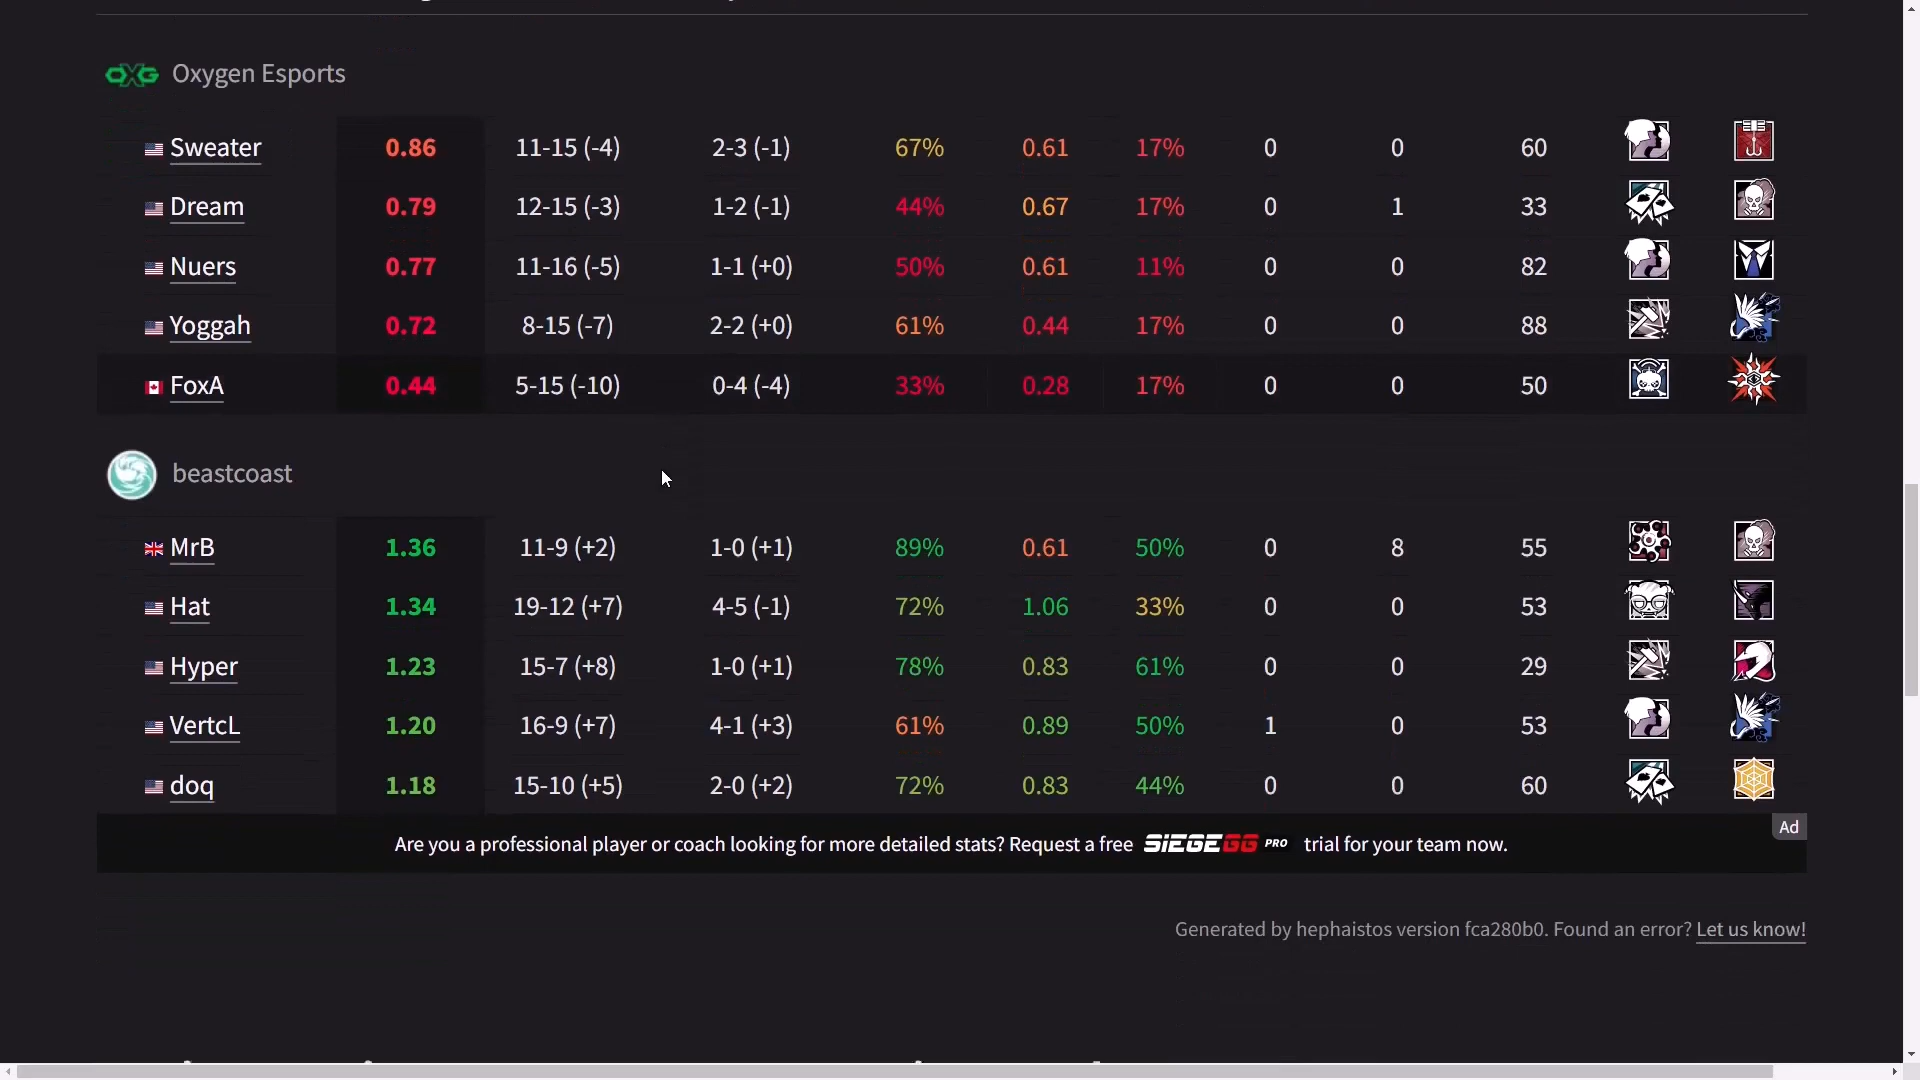 OXG Oxygen Esports
Sweater 0.86 11-15 (-4) 2-3 (-1) 67% 0.61 17% 0 0 60
Dream 0.79 12-15 (-3) 1-2 (-1) 44% 0.67 17% 0 1 33
Nuers 0.77 11-16 (-5) 1-1 (+0) 50% 0.61 11% 0 0 82
Yoggah 0.72 8-15 (-7) 2-2 (+0) 61% 0.44 17% 0 0 88
FoxA 0.44 5-15 (-10) 0-4 (-4) 33% 0.28 17% 0 0 50
beastcoast
MrB 1.36 11-9 (+2) 1-0 (+1) 89% 0.61 50% 0 8 55
Hat 1.34 19-12 (+7) 4-5 (-1) 72% 1.06 33% 0 0 53
Hyper 1.23 15-7 (+8) 1-0 (+1) 78% 0.83 61% 0 0 29
VertcL 1.20 16-9 (+7) 4-1 (+3) 61% 0.89 50% 1 0 53
doq 1.18 15-10 (+5) 2-0 (+2) 72% 0.83 44% 0 0 60
Ad
Are you a professional player or coach looking for more detailed stats? Request a free SIEGEGG PRO trial for your team now.
Generated by hephaistos version fca280b0. Found an error? Let us know!